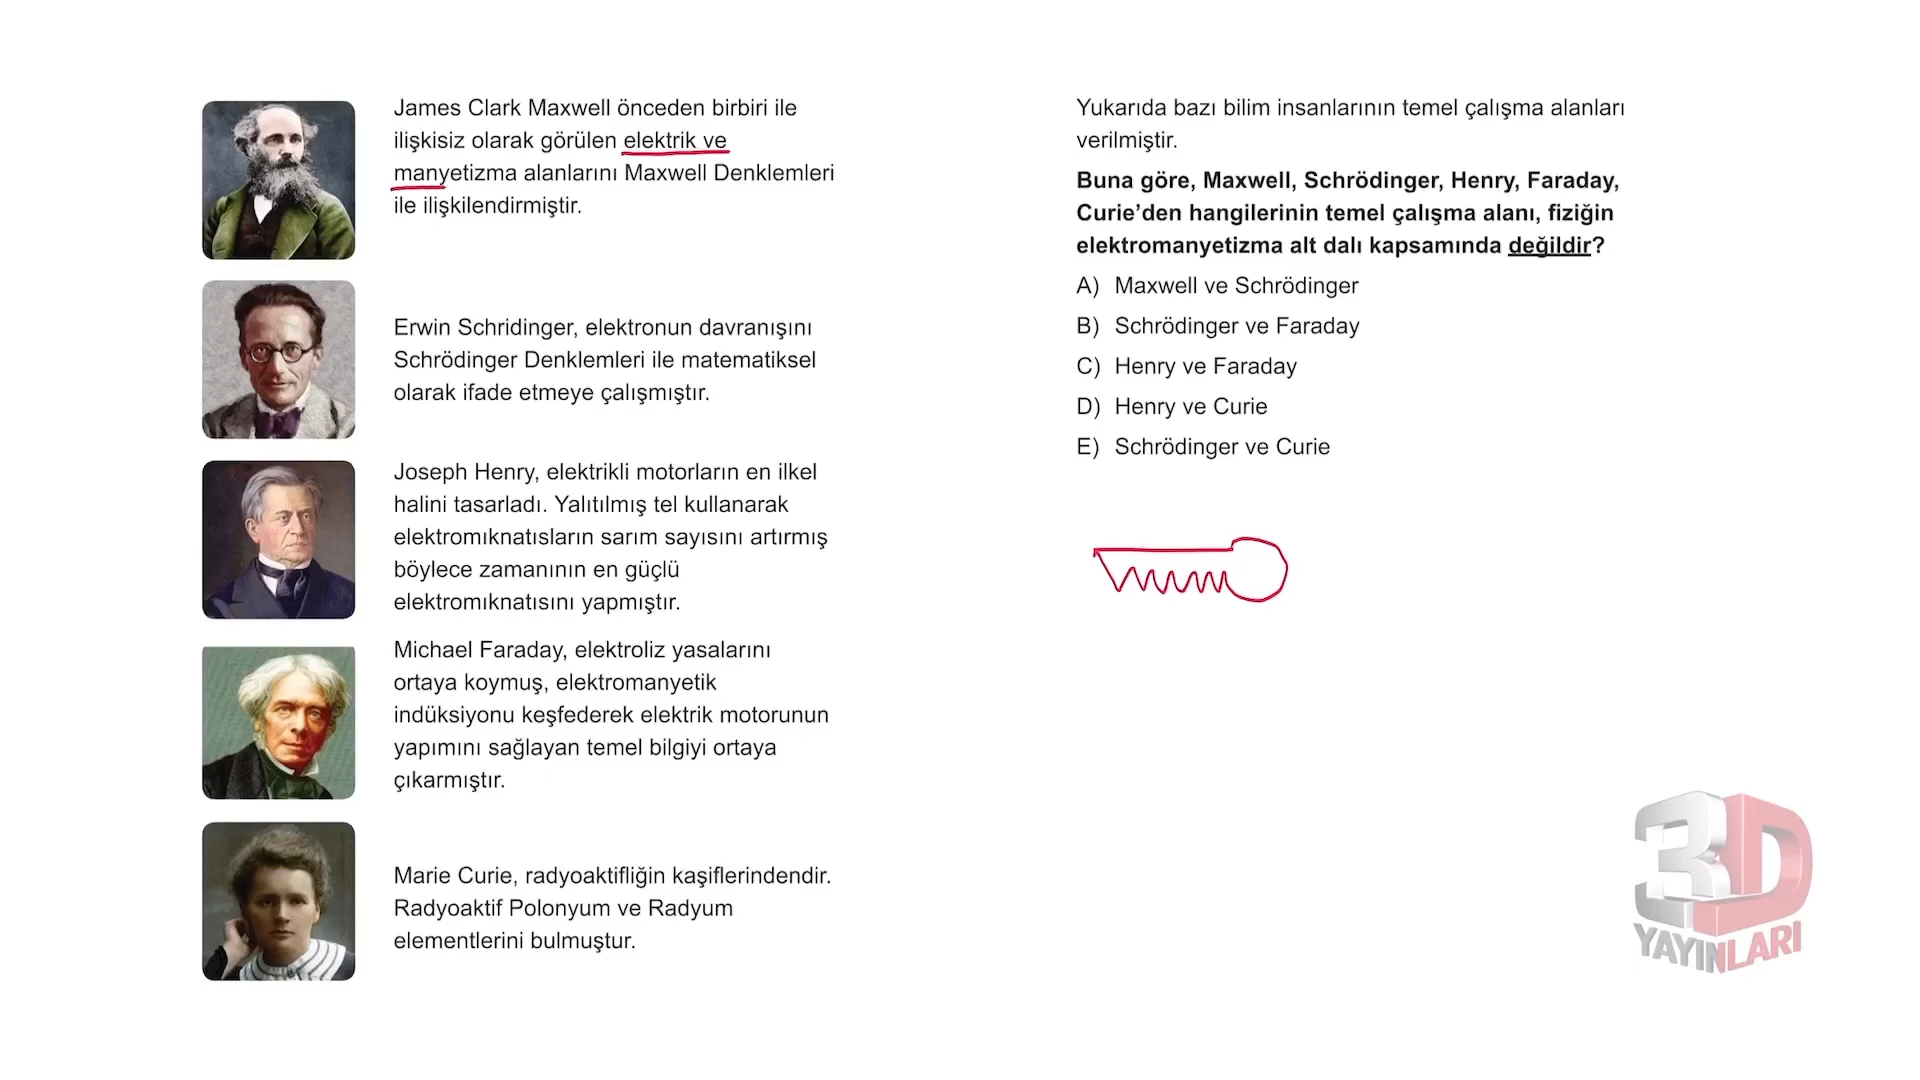 James Clark Maxwell önceden birbiri ile
ilişkisiz olarak görülen elektrik ve
manyetizma alanlarını Maxwell Denklemleri
ile ilişkilendirmiştir.
Erwin Schridinger, elektronun davranışını
Schrödinger Denklemleri ile matematiksel
olarak ifade etmeye çalışmıştır.
Joseph Henry, elektrikli motorların en ilkel
halini tasarladı. Yalıtılmış tel kullanarak
elektromıknatısların sarım sayısını artırmış
böylece zamanının en güçlü
elektromıknatısını yapmıştır.
Michael Faraday, elektroliz yasalarını
ortaya koymuş, elektromanyetik
indüksiyonu keşfederek elektrik motorunun
yapımını sağlayan temel bilgiyi ortaya
çıkarmıştır.
Marie Curie, radyoaktifliğin kaşiflerindendir.
Radyoaktif Polonyum ve Radyum
elementlerini bulmuştur.
Yukarıda bazı bilim insanlarının temel çalışma alanları
verilmiştir.
Buna göre, Maxwell, Schrödinger, Henry, Faraday,
Curie’den hangilerinin temel çalışma alanı, fiziğin
elektromanyetizma alt dalı kapsamında değildir?
A) Maxwell ve Schrödinger
B) Schrödinger ve Faraday
C) Henry ve Faraday
D) Henry ve Curie
E) Schrödinger ve Curie
3D
YAYINLARI